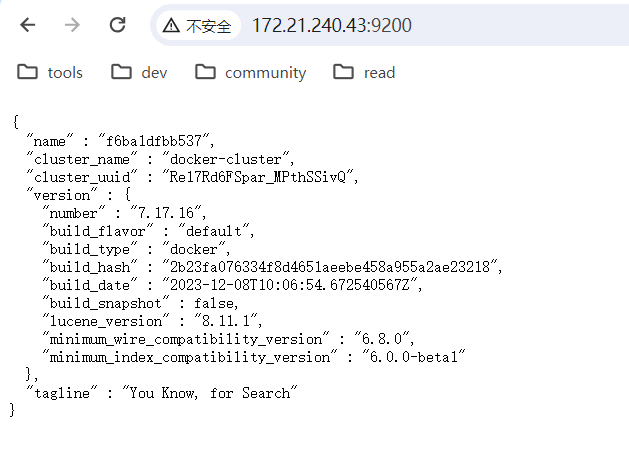 不安全 172.21.240.43:9200
tools dev community read
{
"name" : "f6ba1dfbb537",
"cluster_name" : "docker-cluster",
"cluster_uuid" : "Re17Rd6FSpar_MPthSSivQ",
"version" : {
"number" : "7.17.16",
"build_flavor" : "default",
"build_type" : "docker",
"build_hash" : "2b23fa076334f8d4651aeebe458a955a2ae23218",
"build_date" : "2023-12-08T10:06:54.672540567Z",
"build_snapshot" : false,
"lucene_version" : "8.11.1",
"minimum_wire_compatibility_version" : "6.8.0",
"minimum_index_compatibility_version" : "6.0.0-beta1"
},
"tagline" : "You Know, for Search"
}